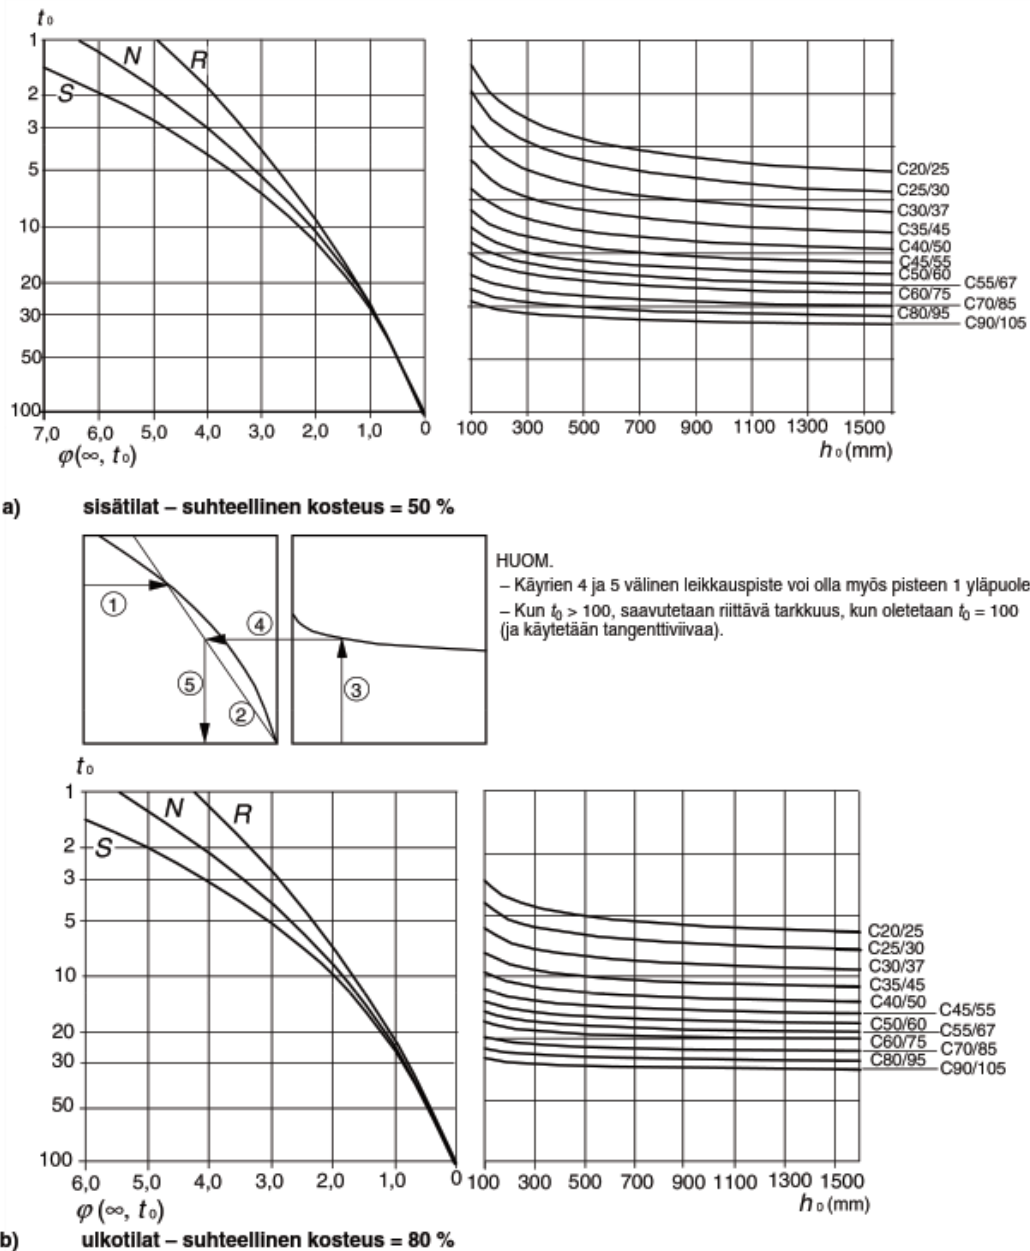 t₀
1
N
R
S
2
3
5
10
20
30
50
100
7,0 6,0 5,0 4,0 3,0 2,0 1,0 0
φ(∞, t₀)
C20/25
C25/30
C30/37
C35/45
C40/50
C45/55
C50/60
C55/67
C60/75
C70/85
C80/95
C90/105
100 300 500 700 900 1100 1300 1500
h₀(mm)
a) sisätilat – suhteellinen kosteus = 50 %
1
4
5
2
3
HUOM.
– Käyrien 4 ja 5 välinen leikkauspiste voi olla myös pisteen 1 yläpuole
– Kun t₀ > 100, saavutetaan riittävä tarkkuus, kun oletetaan t₀ = 100
(ja käytetään tangenttiviivaa).
t₀
1
N
R
S
2
3
5
10
20
30
50
100
6,0 5,0 4,0 3,0 2,0 1,0 0
φ (∞, t₀)
C20/25
C25/30
C30/37
C35/45
C40/50
C45/55
C50/60
C55/67
C60/75
C70/85
C80/95
C90/105
100 300 500 700 900 1100 1300 1500
h₀(mm)
b) ulkotilat – suhteellinen kosteus = 80 %